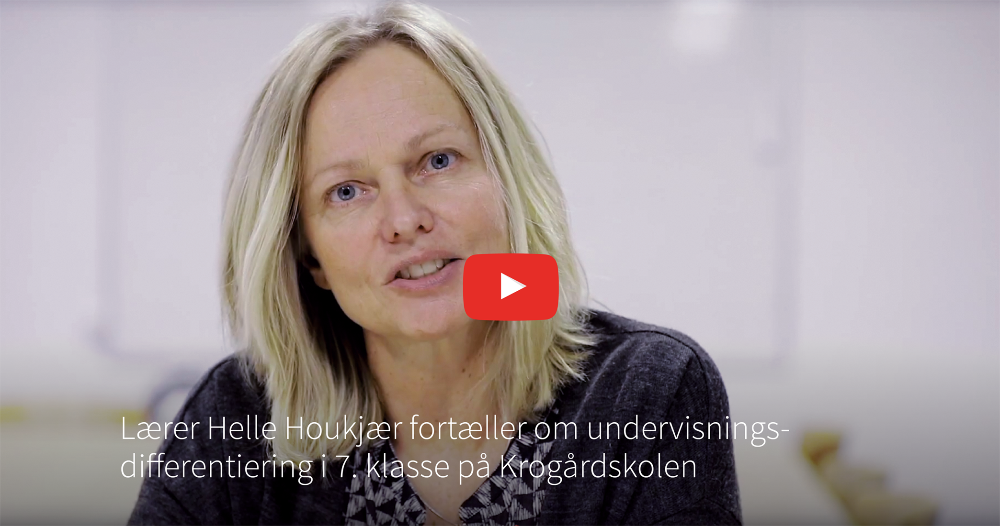 Lærer Helle Houkjær fortæller om undervisnings-
differentiering i 7. klasse på Krogårdskolen